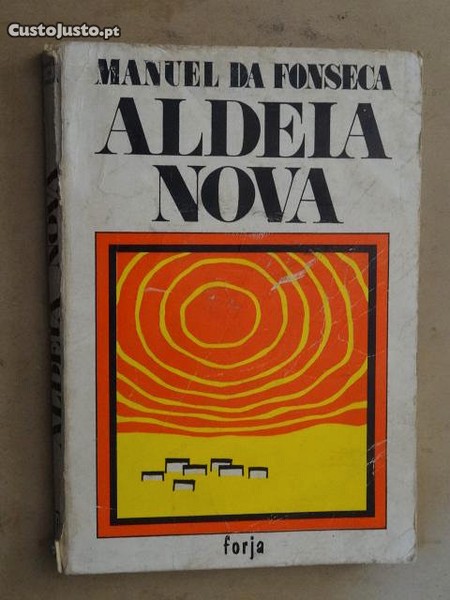 CustoJusto.pt
MANUEL DA FONSECA
ALDEIA
NOVA
forja
ALDEIA NOVA